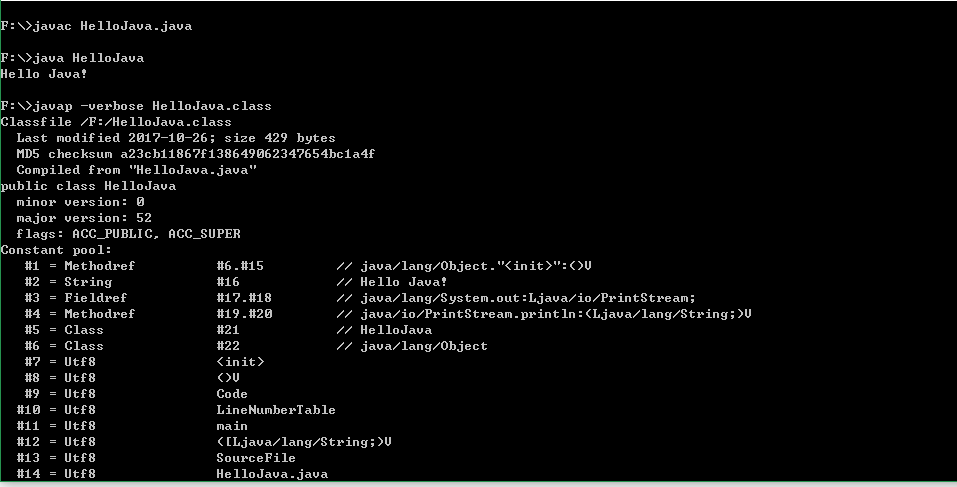 F:\>javac HelloJava.java
F:\>java HelloJava
Hello Java!
F:\>javap -verbose HelloJava.class
Classfile /F:/HelloJava.class
  Last modified 2017-10-26; size 429 bytes
  MD5 checksum a23cb11867f138649062347654bc1a4f
  Compiled from "HelloJava.java"
public class HelloJava
  minor version: 0
  major version: 52
  flags: ACC_PUBLIC, ACC_SUPER
Constant pool:
   #1 = Methodref          #6.#15         // java/lang/Object."<init>":()V
   #2 = String             #16            // Hello Java!
   #3 = Fieldref           #17.#18        // java/lang/System.out:Ljava/io/PrintStream;
   #4 = Methodref          #19.#20        // java/io/PrintStream.println:(Ljava/lang/String;)V
   #5 = Class              #21            // HelloJava
   #6 = Class              #22            // java/lang/Object
   #7 = Utf8               <init>
   #8 = Utf8               ()V
   #9 = Utf8               Code
  #10 = Utf8               LineNumberTable
  #11 = Utf8               main
  #12 = Utf8               ([Ljava/lang/String;)V
  #13 = Utf8               SourceFile
  #14 = Utf8               HelloJava.java